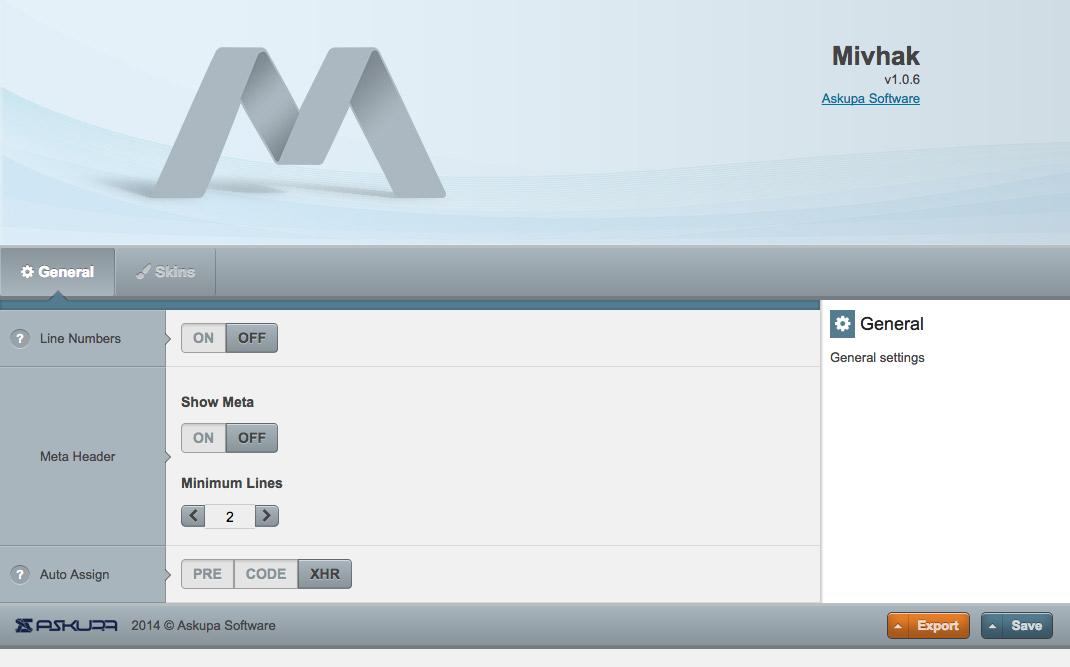 Mivhak
v1.0.6
Askupa Software
General
Skins
General
General settings
? Line Numbers
ON OFF
Meta Header
Show Meta
ON OFF
Minimum Lines
2
? Auto Assign
PRE CODE XHR
ASKUPA 2014 © Askupa Software
Export
Save